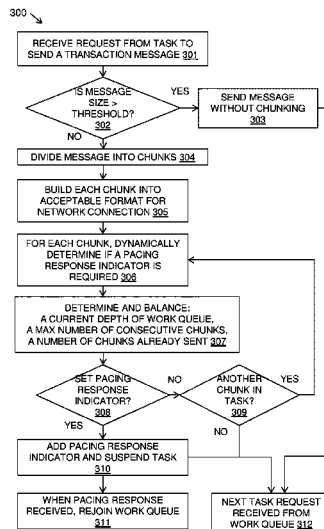 300
RECEIVE REQUEST FROM TASK TO
SEND A TRANSACTION MESSAGE 301
IS
MESSAGE
SIZE >
THRESHOLD?
302
YES
NO
SEND MESSAGE
WITHOUT CHUNKING
303
DIVIDE MESSAGE INTO CHUNKS 304
BUILD EACH CHUNK INTO
ACCEPTABLE FORMAT FOR
NETWORK CONNECTION 305
FOR EACH CHUNK, DYNAMICALLY
DETERMINE IF A PACING
RESPONSE INDICATOR IS
REQUIRED 306
DETERMINE AND BALANCE:
A CURRENT DEPTH OF WORK QUEUE,
A MAX NUMBER OF CONSECUTIVE CHUNKS,
A NUMBER OF CHUNKS ALREADY SENT 307
SET PACING
RESPONSE
INDICATOR?
308
NO
YES
ANOTHER
CHUNK IN
TASK?
309
YES
NO
ADD PACING RESPONSE
INDICATOR AND SUSPEND TASK
310
WHEN PACING RESPONSE
RECEIVED, REJOIN WORK QUEUE
311
NEXT TASK REQUEST
RECEIVED FROM
WORK QUEUE 312